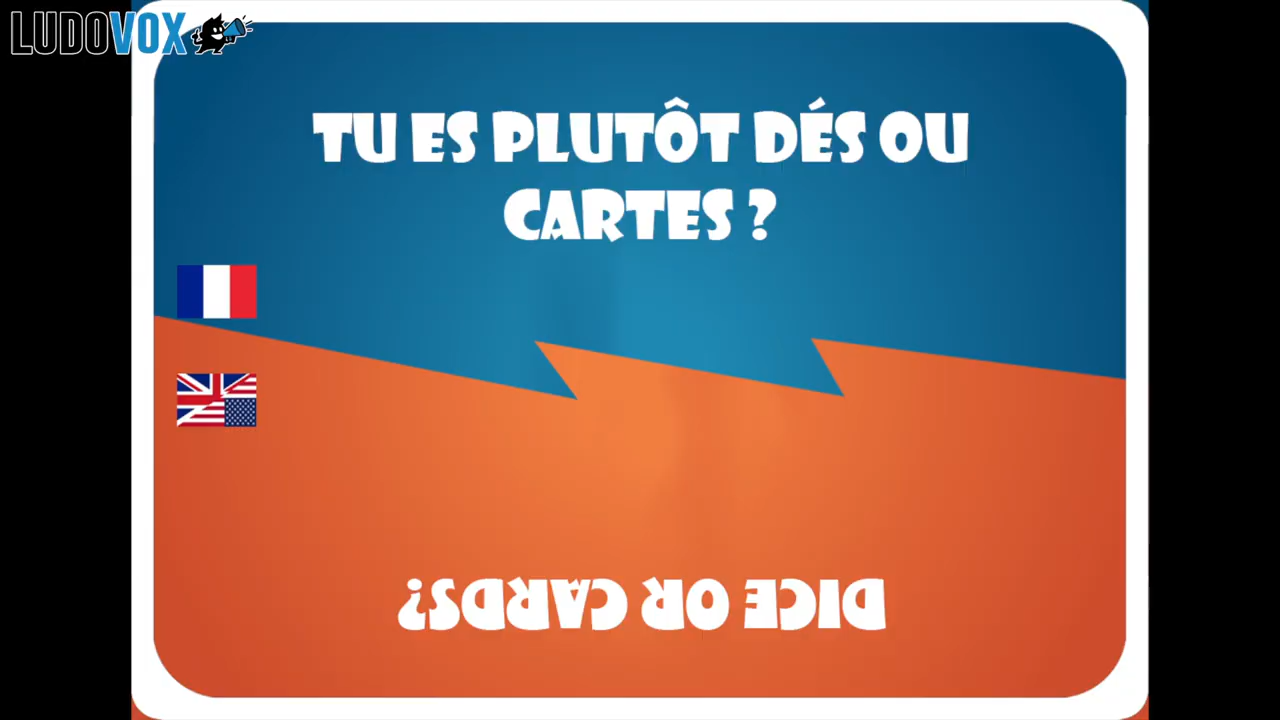 LUDOVOX
TU ES PLUTÔT DÉS OU
CARTES ?
DICE OR CARDS?